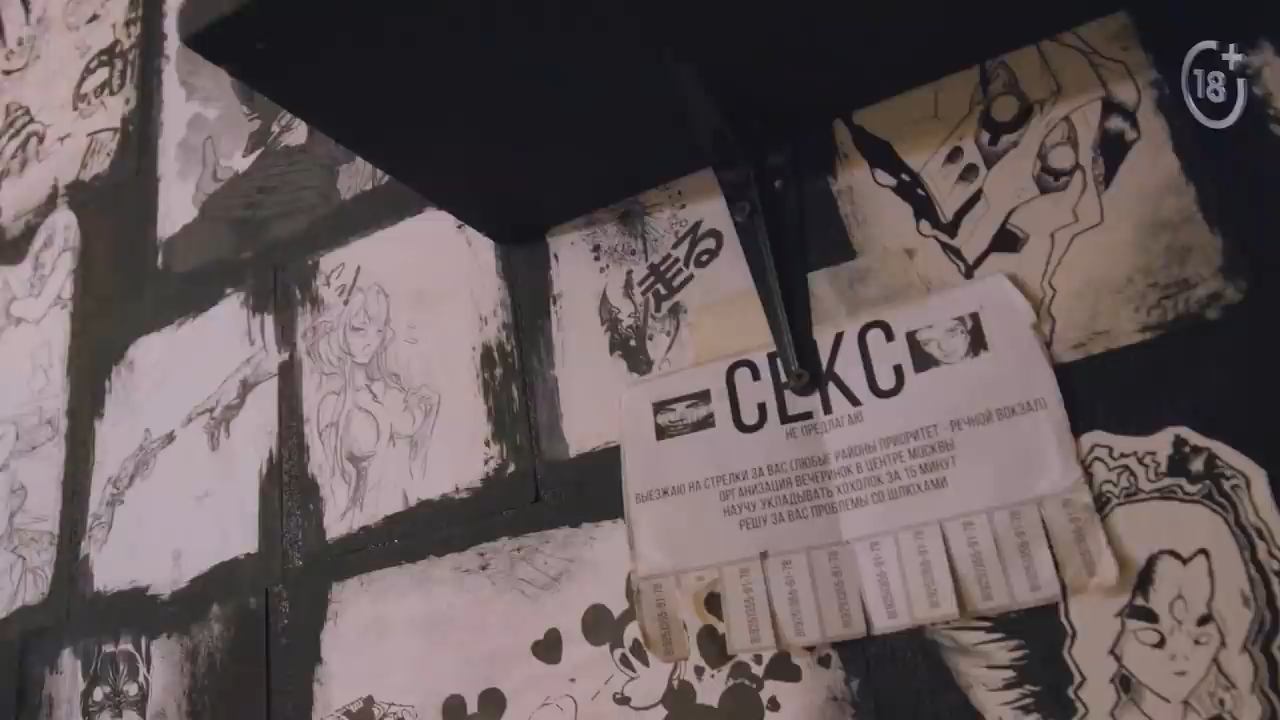 18+
走る
СЕКС
НЕ ПРЕДЛАГАЮ
ВЫЕЗЖАЮ НА СТРЕЛКИ ЗА ВАС (ЛЮБЫЕ РАЙОНЫ ПРИОРИТЕТ - РЕЧНОЙ ВОКЗАЛ)
ОРГАНИЗАЦИЯ ВЕЧЕРИНОК В ЦЕНТРЕ МОСКВЫ
НАУЧУ УКЛАДЫВАТЬ ХОХОЛОК ЗА 15 МИНУТ
РЕШУ ЗА ВАС ПРОБЛЕМЫ СО ШЛЮХАМИ